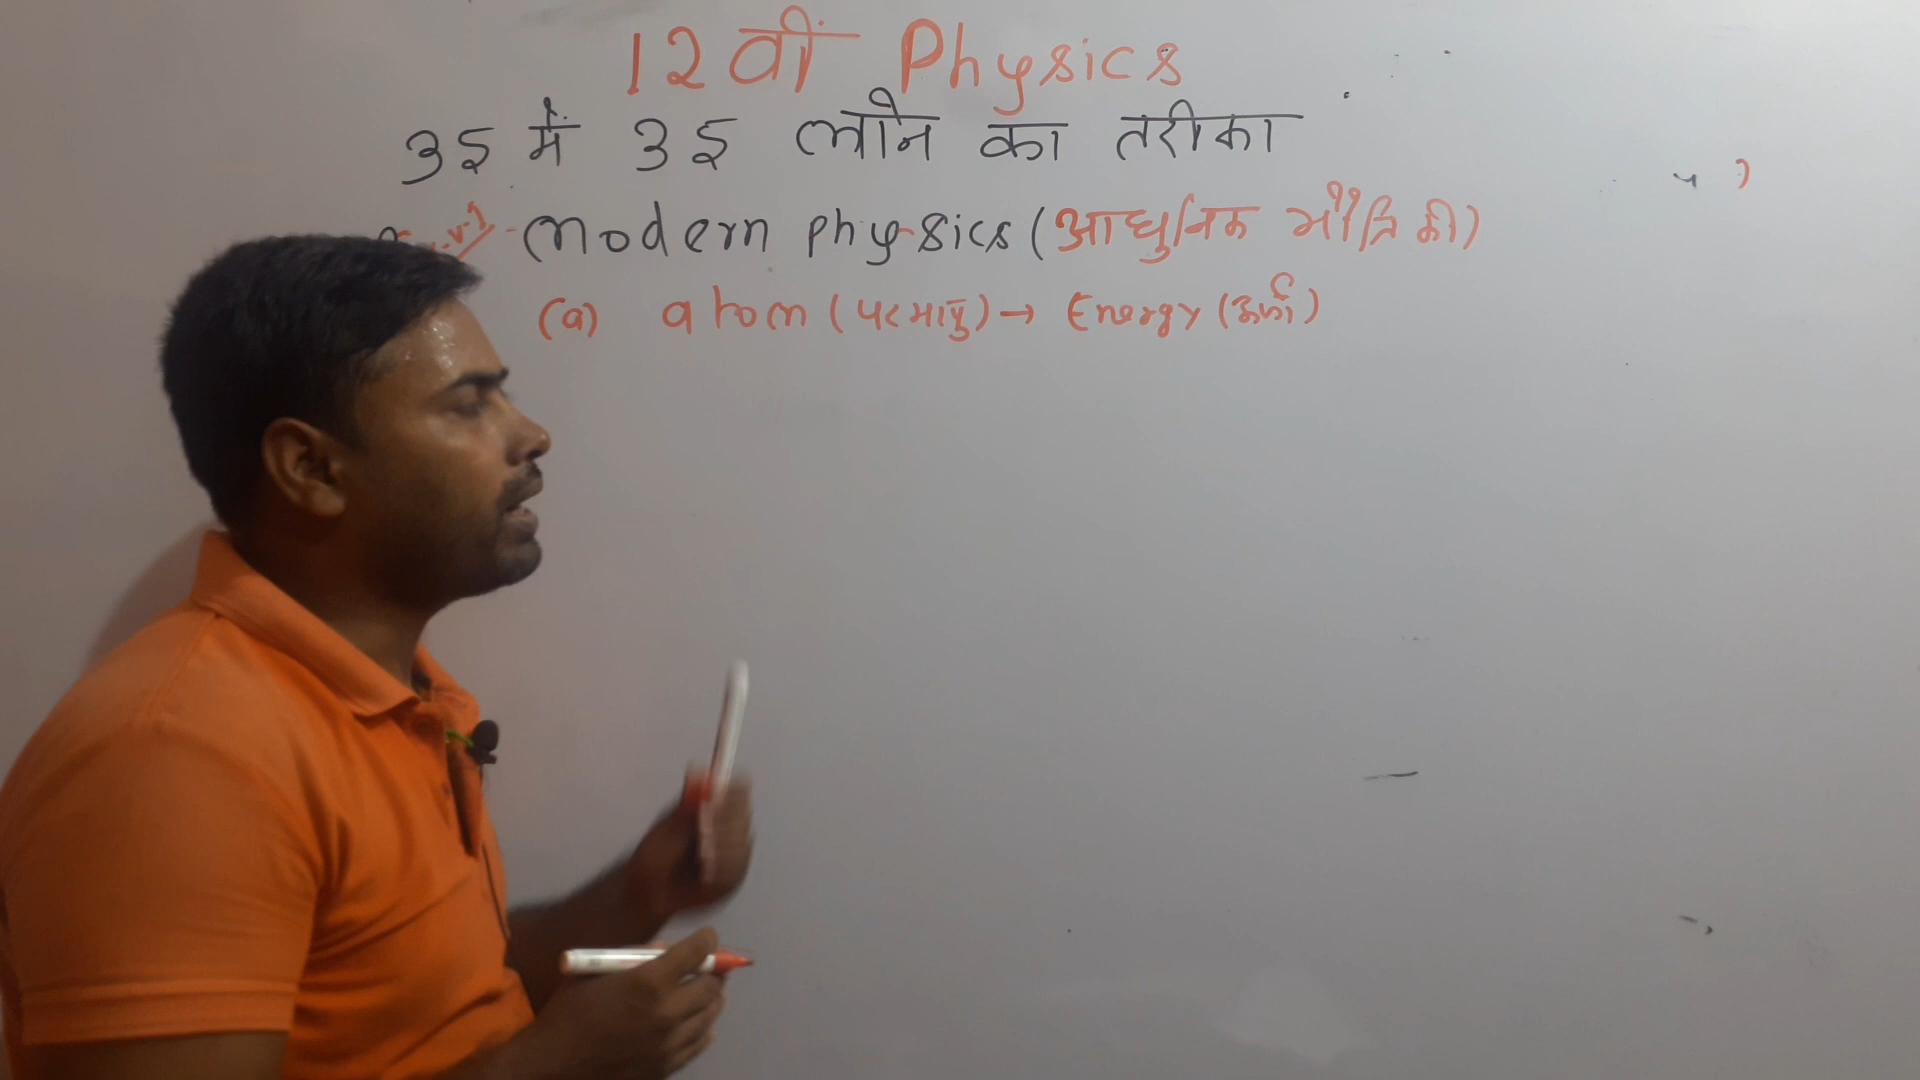 12वीं Physics
35 में 35 लाने का तरीका
Modern physics (आधुनिक भौतिकी)
(a) atom (परमाणु) → Energy (ऊर्जा)